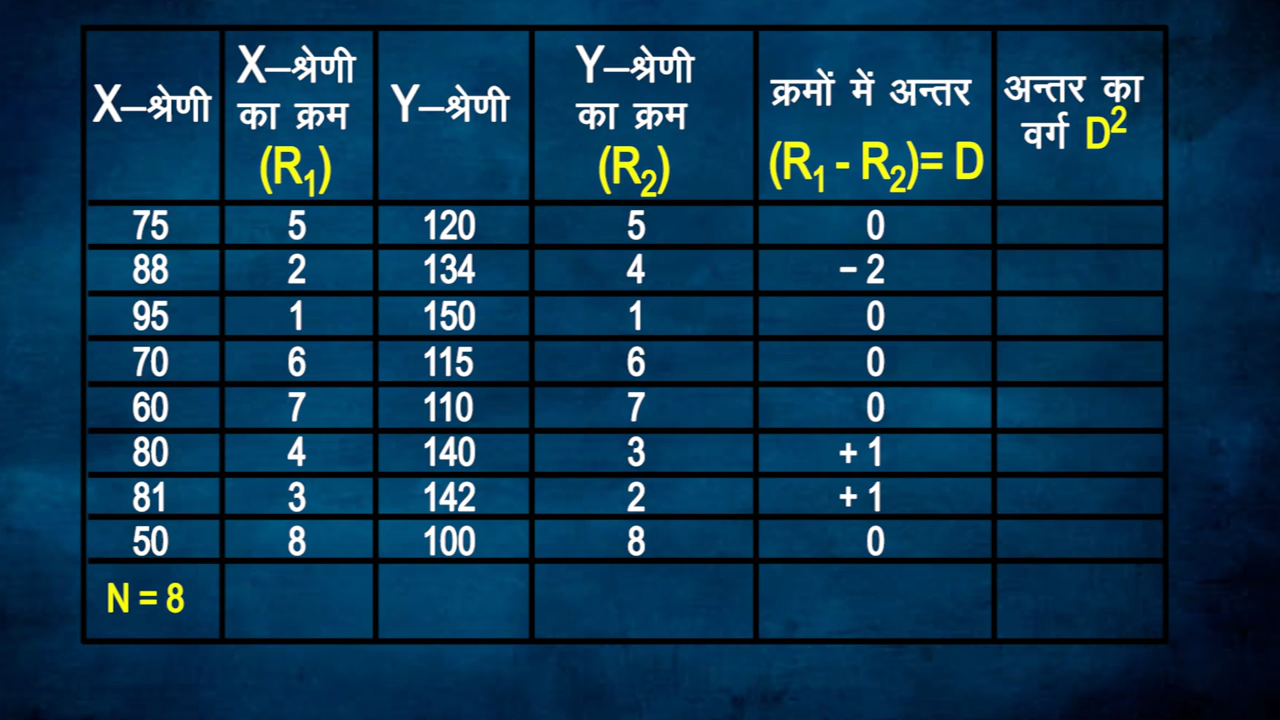 X–श्रेणी X–श्रेणी का क्रम (R₁) Y–श्रेणी Y–श्रेणी का क्रम (R₂) क्रमों में अन्तर (R₁ - R₂)= D अन्तर का वर्ग D²
75 5 120 5 0
88 2 134 4 – 2
95 1 150 1 0
70 6 115 6 0
60 7 110 7 0
80 4 140 3 + 1
81 3 142 2 + 1
50 8 100 8 0
N = 8